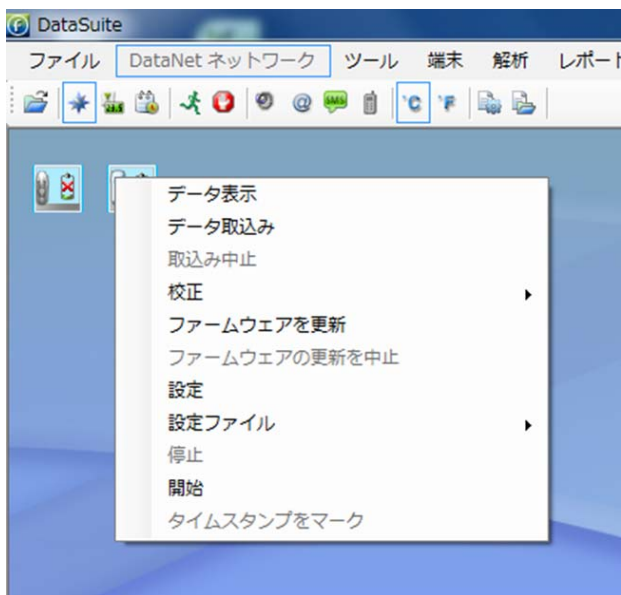 DataSuite
ファイル DataNet ネットワーク ツール 端末 解析 レポート
データ表示
データ取込み
取込み中止
校正
ファームウェアを更新
ファームウェアの更新を中止
設定
設定ファイル
停止
開始
タイムスタンプをマーク